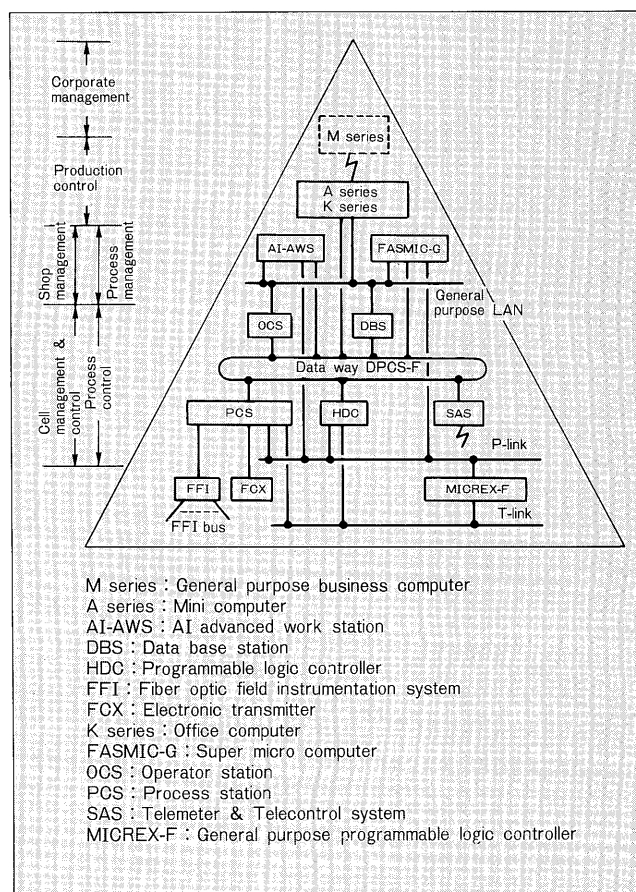 Corporate
management
Production
control
Shop
management
Process
management
Cell
management &
control
Process
control
M series
A series
K series
AI-AWS
FASMIC-G
General
purpose LAN
OCS
DBS
Data way DPCS-F
PCS
HDC
SAS
P-link
FFI
FCX
MICREX-F
T-link
FFI bus
M series : General purpose business computer
A series : Mini computer
AI-AWS : AI advanced work station
DBS : Data base station
HDC : Programmable logic controller
FFI : Fiber optic field instrumentation system
FCX : Electronic transmitter
K series : Office computer
FASMIC-G : Super micro computer
OCS : Operator station
PCS : Process station
SAS : Telemeter & Telecontrol system
MICREX-F : General purpose programmable logic controller